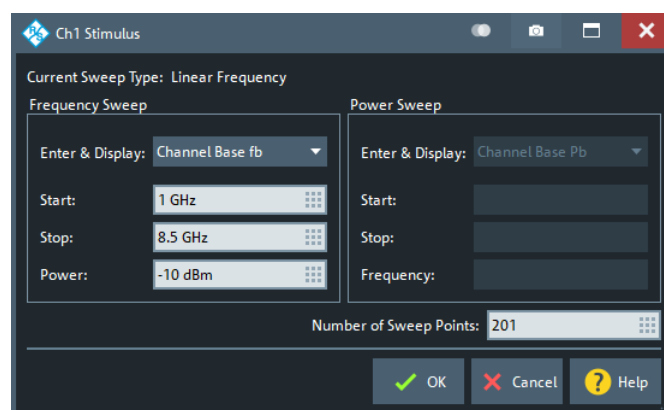 R&S Ch1 Stimulus
Current Sweep Type: Linear Frequency
Frequency Sweep
Enter & Display: Channel Base fb
Start: 1 GHz
Stop: 8.5 GHz
Power: -10 dBm
Power Sweep
Enter & Display: Channel Base Pb
Start:
Stop:
Frequency:
Number of Sweep Points: 201
OK Cancel ? Help